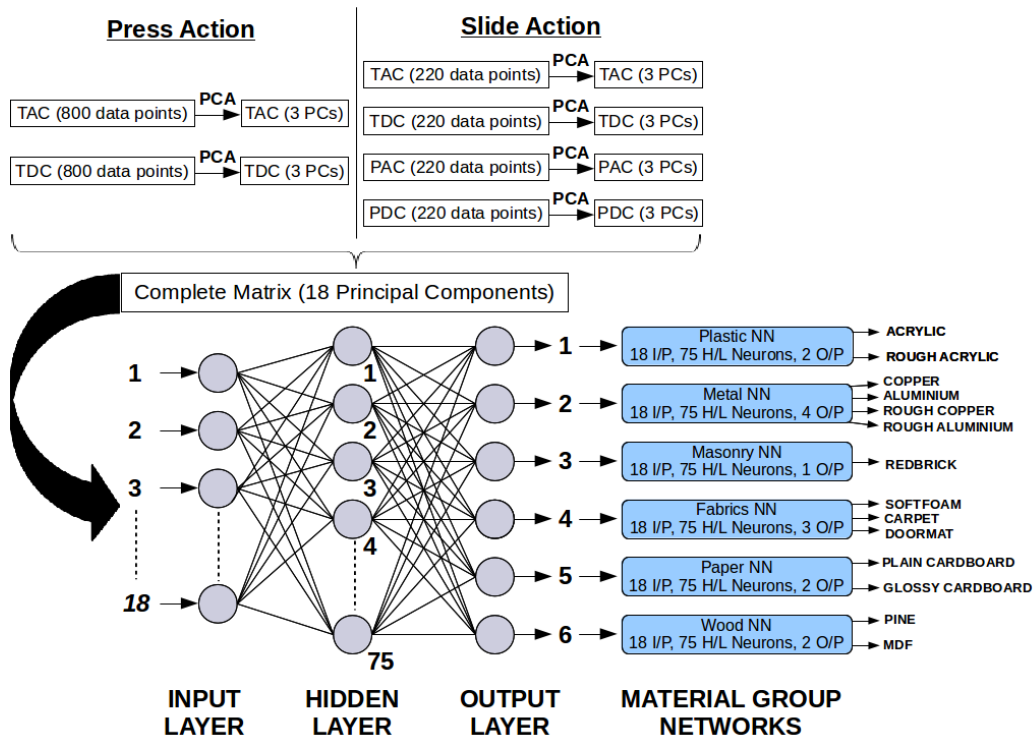 Press Action
Slide Action
TAC (800 data points)
PCA
TAC (3 PCs)
TDC (800 data points)
PCA
TDC (3 PCs)
TAC (220 data points)
PCA
TAC (3 PCs)
TDC (220 data points)
PCA
TDC (3 PCs)
PAC (220 data points)
PCA
PAC (3 PCs)
PDC (220 data points)
PCA
PDC (3 PCs)
Complete Matrix (18 Principal Components)
1
2
3
18
1
2
3
4
75
1
2
3
4
5
6
Plastic NN
18 I/P, 75 H/L Neurons, 2 O/P
ACRYLIC
ROUGH ACRYLIC
Metal NN
18 I/P, 75 H/L Neurons, 4 O/P
COPPER
ALUMINIUM
ROUGH COPPER
ROUGH ALUMINIUM
Masonry NN
18 I/P, 75 H/L Neurons, 1 O/P
REDBRICK
Fabrics NN
18 I/P, 75 H/L Neurons, 3 O/P
SOFTFOAM
CARPET
DOORMAT
Paper NN
18 I/P, 75 H/L Neurons, 2 O/P
PLAIN CARDBOARD
GLOSSY CARDBOARD
Wood NN
18 I/P, 75 H/L Neurons, 2 O/P
PINE
MDF
INPUT
LAYER
HIDDEN
LAYER
OUTPUT
LAYER
MATERIAL GROUP
NETWORKS